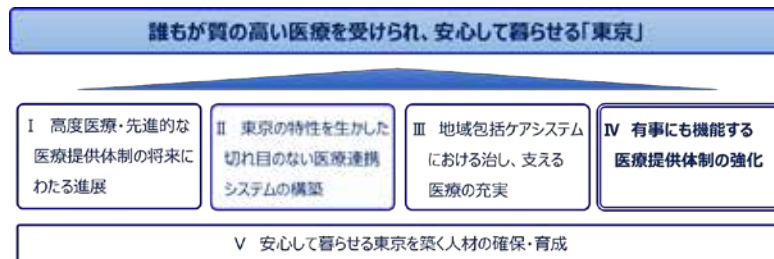 誰もが質の高い医療を受けられ、安心して暮らせる「東京」
Ⅰ 高度医療・先進的な
医療提供体制の将来に
わたる進展
Ⅱ 東京の特性を生かした
切れ目のない医療連携
システムの構築
Ⅲ 地域包括ケアシステム
における治し、支える
医療の充実
Ⅳ 有事にも機能する
医療提供体制の強化
Ⅴ 安心して暮らせる東京を築く人材の確保・育成